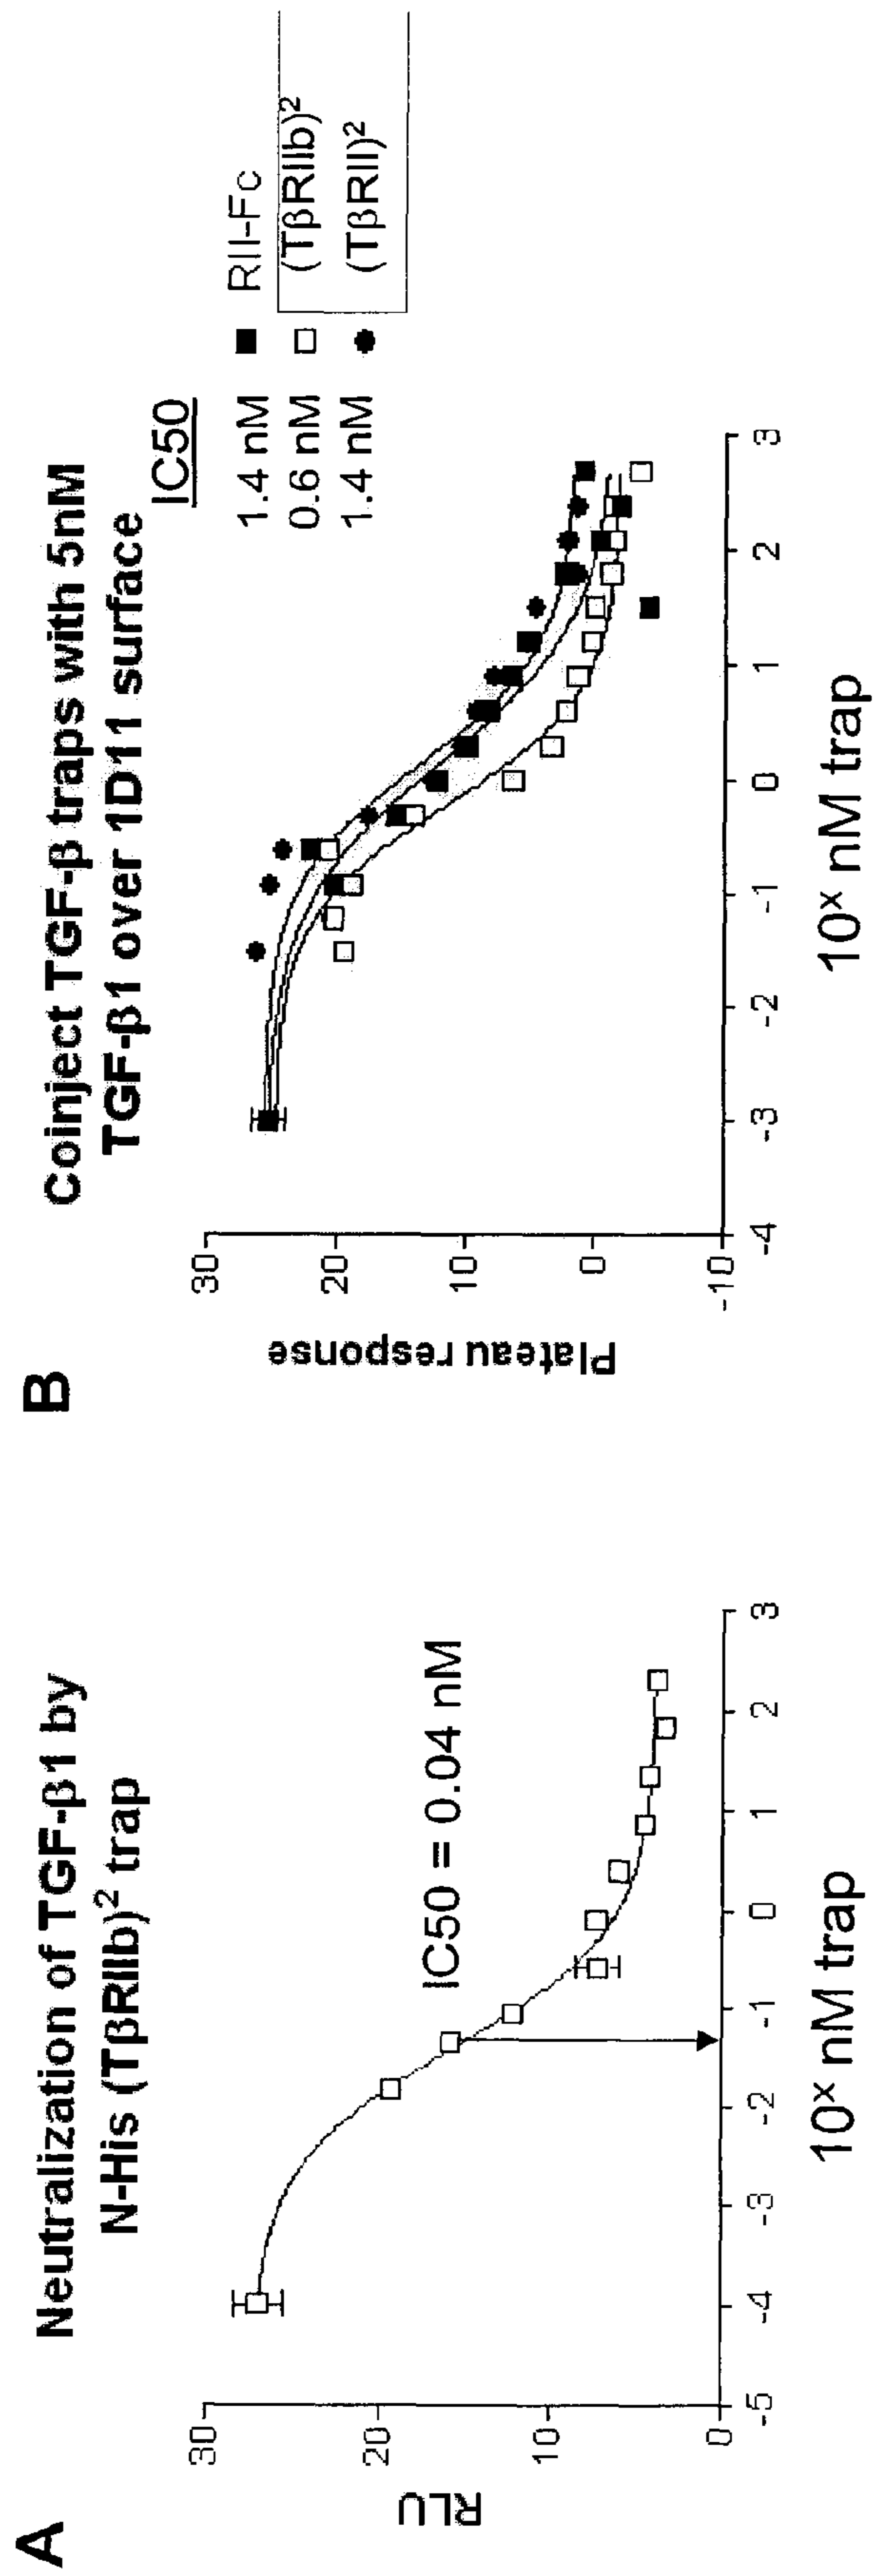 A
Neutralization of TGF-β1 by
N-His (TβRIIb)² trap
RLU
30
20
10
0
IC50 = 0.04 nM
-5 -4 -3 -2 -1 0 1 2 3
10ˣ nM trap
B
Coinject TGF-β traps with 5nM
TGF-β1 over 1D11 surface
Plateau response
30
20
10
0
-10
IC50
1.4 nM RII-Fc
0.6 nM (TβRIIb)²
1.4 nM (TβRII)²
-4 -3 -2 -1 0 1 2 3
10ˣ nM trap